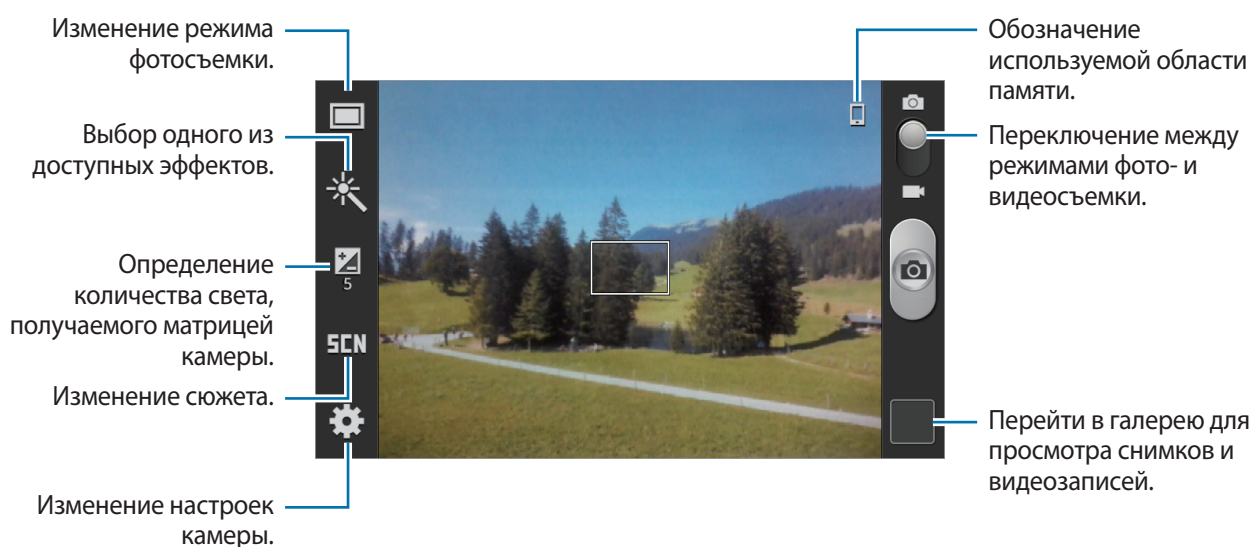 Изменение режима
фотосъемки.
Выбор одного из
доступных эффектов.
Определение
количества света,
получаемого матрицей
камеры.
Изменение сюжета.
Изменение настроек
камеры.
5
SCN
Обозначение
используемой области
памяти.
Переключение между
режимами фото- и
видеосъемки.
Перейти в галерею для
просмотра снимков и
видеозаписей.